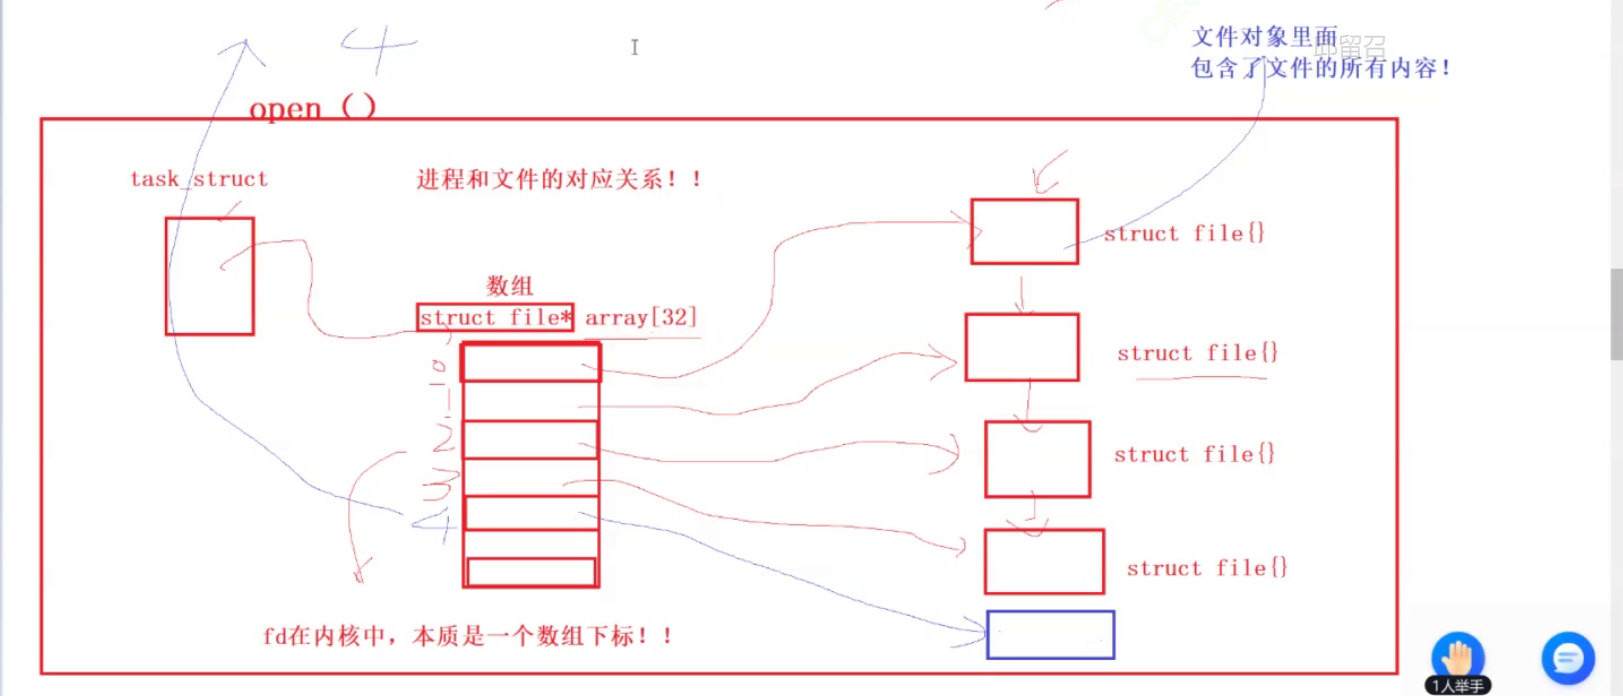 4
文件对象里面
邱留召
包含了文件的所有内容！
open（）
task_struct
进程和文件的对应关系！！
struct file{}
数组
struct file* array[32]
0
1
struct file{}
2
struct file{}
3
4
struct file{}
fd在内核中，本质是一个数组下标！！
1人举手